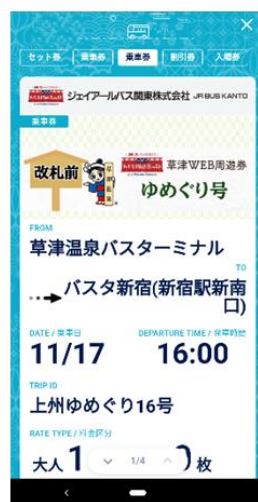 セット券 乗車券 乗車券 割引券 入場券
ジェイアールバス関東株式会社 JR BUS KANTO
乗車券
改札前
草津WEB周遊券
ゆめぐり号
FROM
草津温泉バスターミナル
TO
バスタ新宿(新宿駅新南
口)
DATE / 乗車日 DEPARTURE TIME / 発車時刻
11/17 16:00
TRIP ID
上州ゆめぐり16号
RATE TYPE / 料金区分
大人 1 枚
1/4